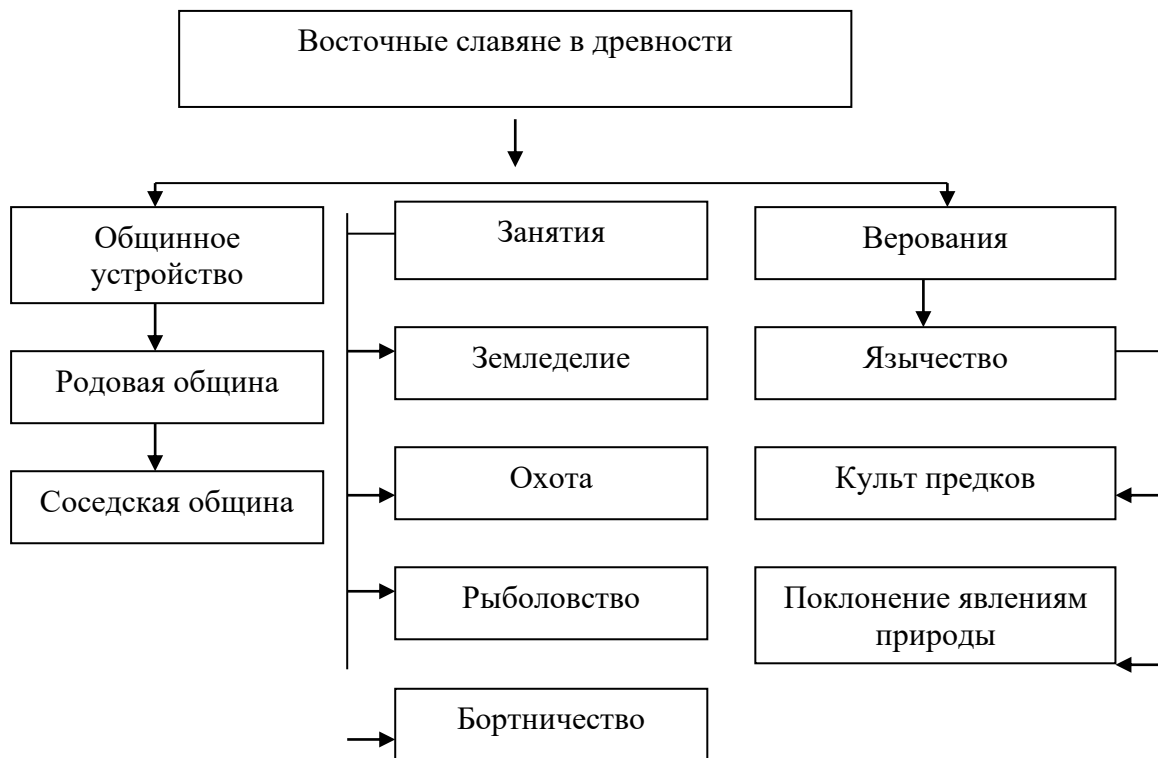 Восточные славяне в древности
Общинное
устройство
Родовая община
Соседская община
Занятия
Земледелие
Охота
Рыболовство
Бортничество
Верования
Язычество
Культ предков
Поклонение явлениям
природы